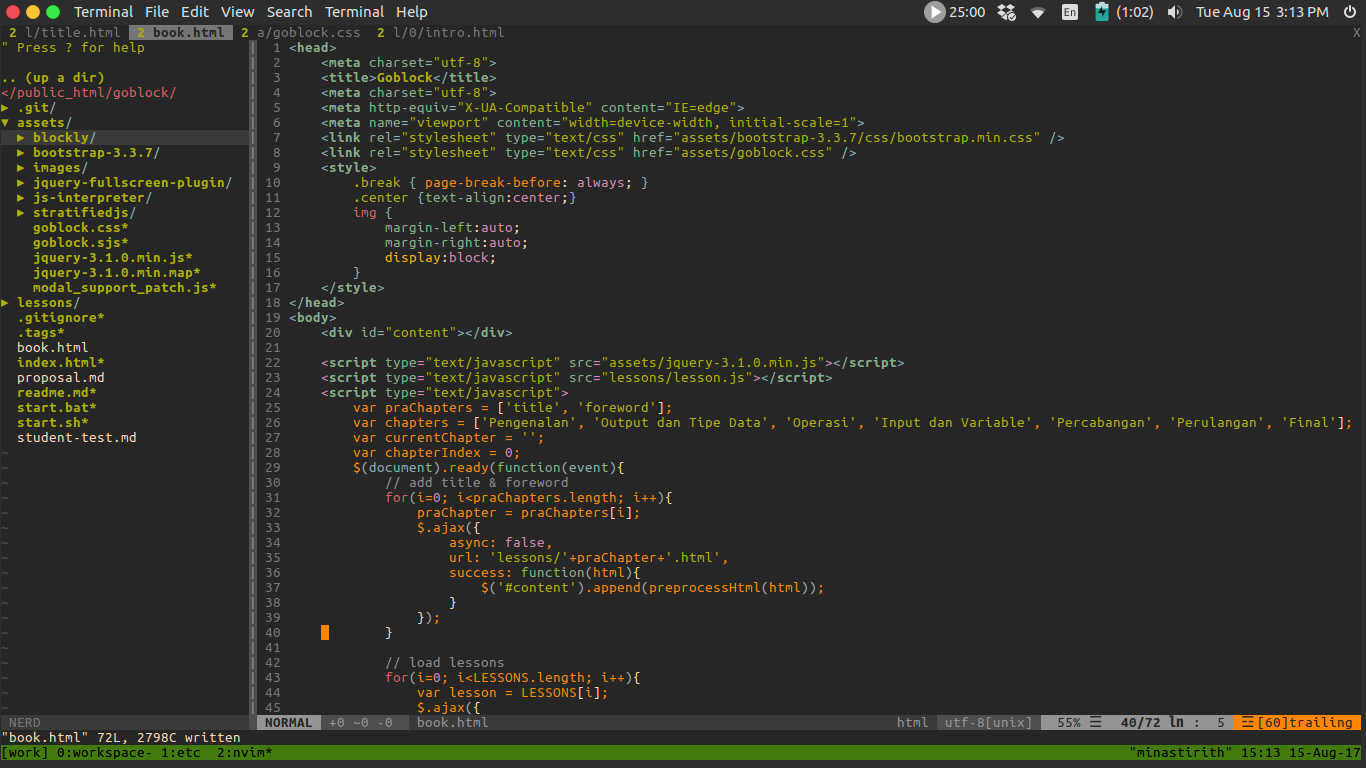 Terminal File Edit View Search Terminal Help 25:00 En (1:02) Tue Aug 15 3:13 PM
2 l/title.html 2 book.html 2 a/goblock.css 2 l/0/intro.html X
" Press ? for help
.. (up a dir)
</public_html/goblock/
▶ .git/
▼ assets/
▶ blockly/
▶ bootstrap-3.3.7/
▶ images/
▶ jquery-fullscreen-plugin/
▶ js-interpreter/
▶ stratifiedjs/
goblock.css*
goblock.sjs*
jquery-3.1.0.min.js*
jquery-3.1.0.min.map*
modal_support_patch.js*
▶ lessons/
.gitignore*
.tags*
book.html
index.html*
proposal.md
readme.md*
start.bat*
start.sh*
student-test.md
1 <head>
2 <meta charset="utf-8">
3 <title>Goblock</title>
4 <meta charset="utf-8">
5 <meta http-equiv="X-UA-Compatible" content="IE=edge">
6 <meta name="viewport" content="width=device-width, initial-scale=1">
7 <link rel="stylesheet" type="text/css" href="assets/bootstrap-3.3.7/css/bootstrap.min.css" />
8 <link rel="stylesheet" type="text/css" href="assets/goblock.css" />
9 <style>
10 .break { page-break-before: always; }
11 .center {text-align:center;}
12 img {
13 margin-left:auto;
14 margin-right:auto;
15 display:block;
16 }
17 </style>
18 </head>
19 <body>
20 <div id="content"></div>
21
22 <script type="text/javascript" src="assets/jquery-3.1.0.min.js"></script>
23 <script type="text/javascript" src="lessons/lesson.js"></script>
24 <script type="text/javascript">
25 var praChapters = ['title', 'foreword'];
26 var chapters = ['Pengenalan', 'Output dan Tipe Data', 'Operasi', 'Input dan Variable', 'Percabangan', 'Perulangan', 'Final'];
27 var currentChapter = '';
28 var chapterIndex = 0;
29 $(document).ready(function(event){
30 // add title & foreword
31 for(i=0; i<praChapters.length; i++){
32 praChapter = praChapters[i];
33 $.ajax({
34 async: false,
35 url: 'lessons/'+praChapter+'.html',
36 success: function(html){
37 $('#content').append(preprocessHtml(html));
38 }
39 });
40 }
41
42 // load lessons
43 for(i=0; i<LESSONS.length; i++){
44 var lesson = LESSONS[i];
45 $.ajax({
NERD NORMAL +0 ~0 -0 book.html html utf-8[unix] 55% ☰ 40/72 ln : 5 ☲[60]trailing
"book.html" 72L, 2798C written
[work] 0:workspace- 1:etc 2:nvim* "minastirith" 15:13 15-Aug-17